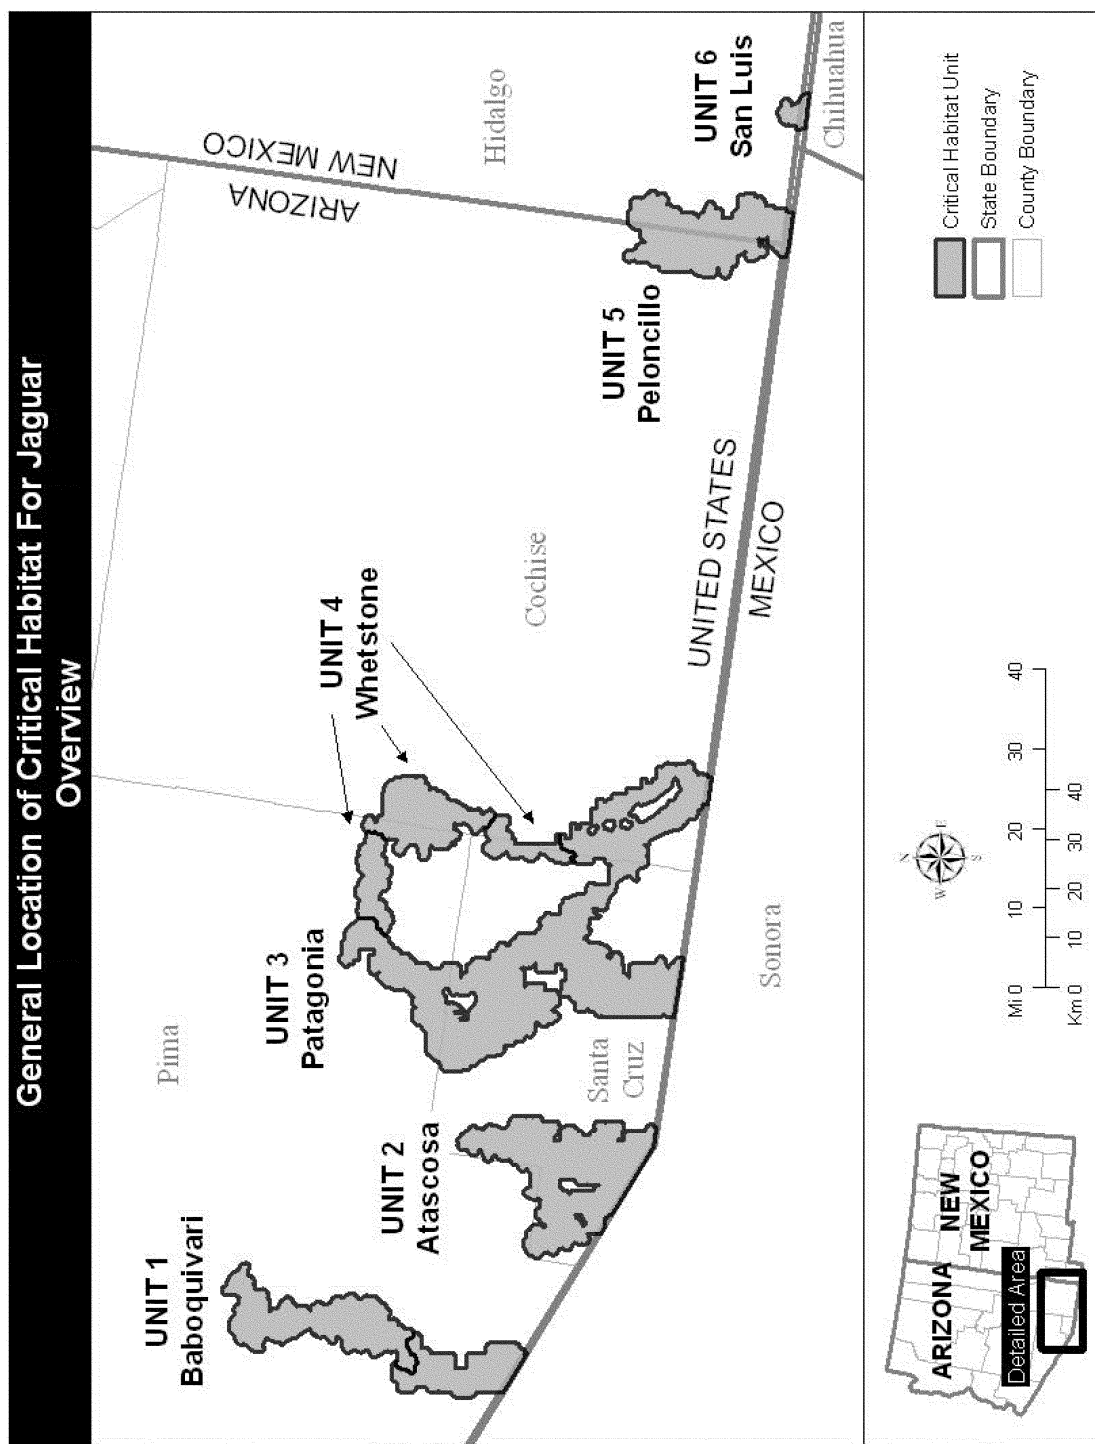 General Location of Critical Habitat For Jaguar
Overview
UNIT 1
Baboquivari
UNIT 2
Atascosa
UNIT 3
Patagonia
UNIT 4
Whetstone
UNIT 5
Peloncillo
UNIT 6
San Luis
Pima
Santa
Cruz
Cochise
Hidalgo
ARIZONA
NEW MEXICO
UNITED STATES
MEXICO
Sonora
Chihuahua
ARIZONA
NEW
MEXICO
Detailed Area
N
W
E
S
Mi 0 10 20 30 40
Km 0 10 20 30 40
Critical Habitat Unit
State Boundary
County Boundary